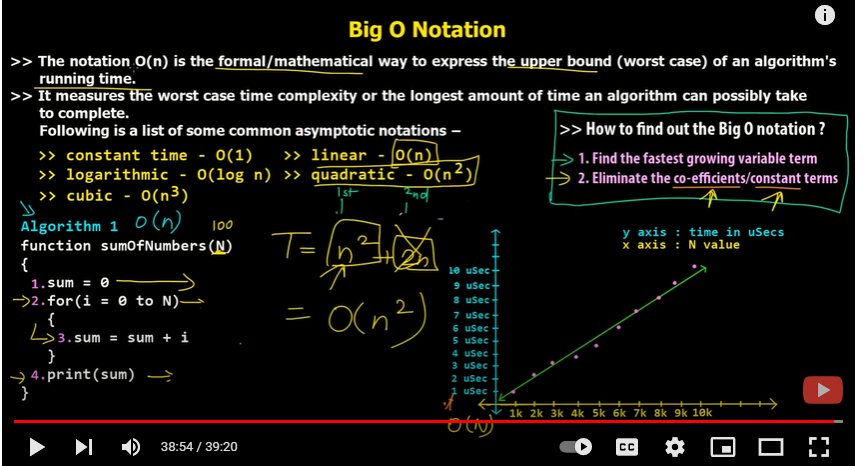 Big O Notation
>> The notation O(n) is the formal/mathematical way to express the upper bound (worst case) of an algorithm's
running time.
>> It measures the worst case time complexity or the longest amount of time an algorithm can possibly take
to complete.
Following is a list of some common asymptotic notations –
>> constant time - O(1) >> linear - O(n)
>> logarithmic - O(log n) >> quadratic - O(n²)
>> cubic - O(n³)
1st 2nd
>> How to find out the Big O notation ?
1. Find the fastest growing variable term
2. Eliminate the co-efficients/constant terms
Algorithm 1 O(n) 100
function sumOfNumbers(N)
{
1.sum = 0
2.for(i = 0 to N)
{
3.sum = sum + i
}
4.print(sum)
}
T = n² + 2n
= O(n²)
y axis : time in uSecs
x axis : N value
10 uSec
9 uSec
8 uSec
7 uSec
6 uSec
5 uSec
4 uSec
3 uSec
2 uSec
1 uSec
1k 2k 3k 4k 5k 6k 7k 8k 9k 10k
O(N)
38:54 / 39:20
CC